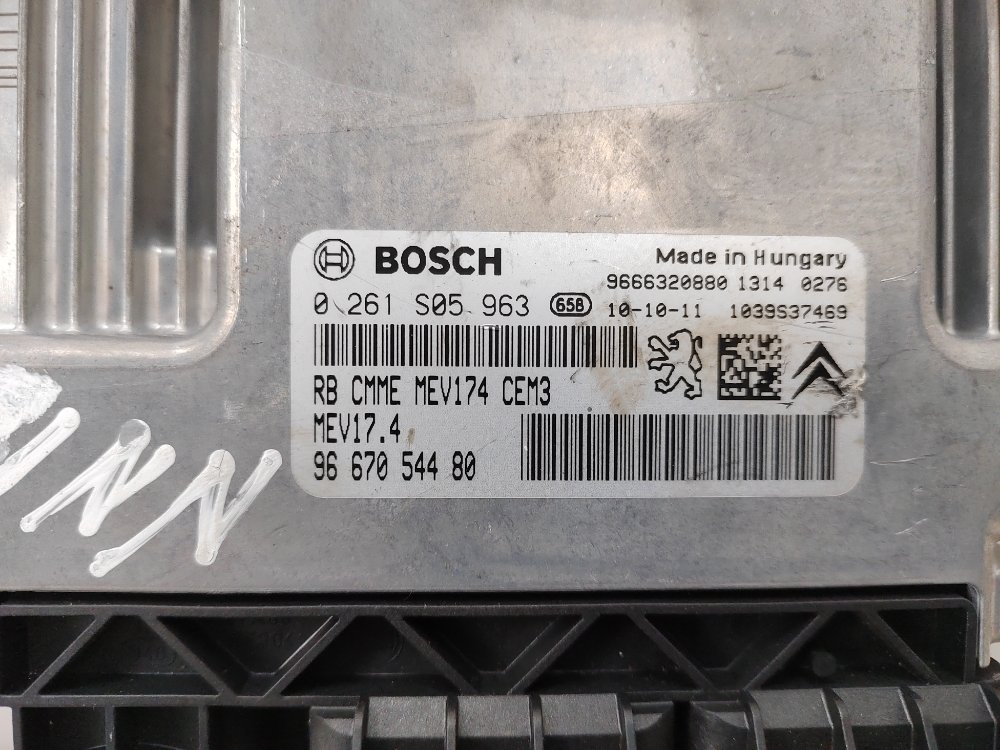 BOSCH
Made in Hungary
9666320880 1314 0276
0 261 S05 963 65B 10-10-11 1039S37469
RB CMME MEV174 CEM3
MEV17.4
96 670 544 80